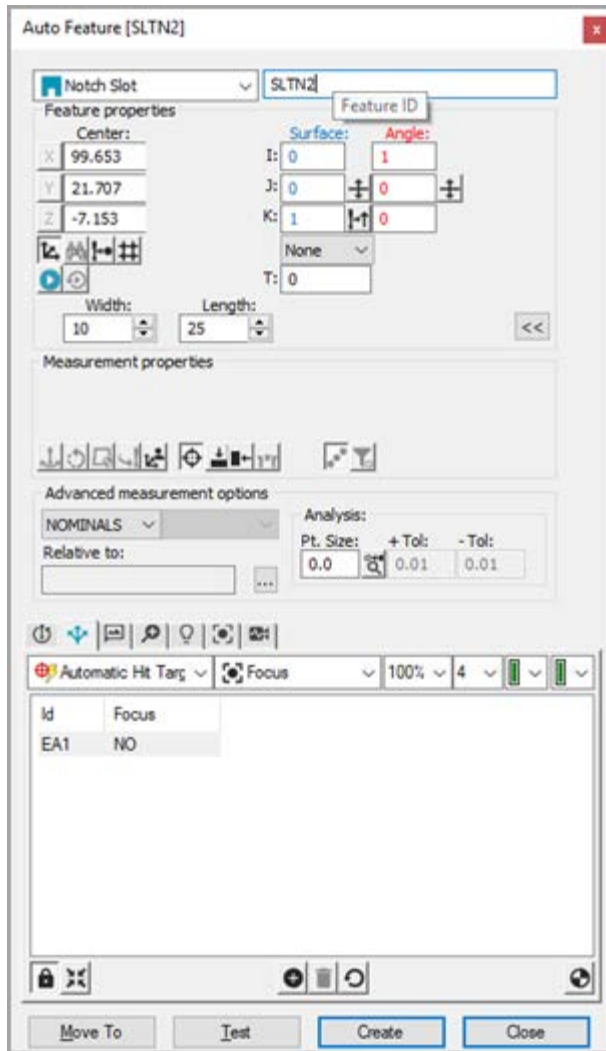 Auto Feature [SLTN2]
x
Notch Slot
SLTN2
Feature ID
Feature properties
Center:
Surface:
Angle:
X 99.653
I: 0 1
Y 21.707
J: 0 0
Z -7.153
K: 1 0
None
T: 0
Width:
Length:
10
25
<<
Measurement properties
Advanced measurement options
NOMINALS
Analysis:
Pt. Size: + Tol: - Tol:
Relative to:
0.0 0.01 0.01
...
Automatic Hit Targ
Focus
100%
4
Id Focus
EA1 NO
Move To
Test
Create
Close